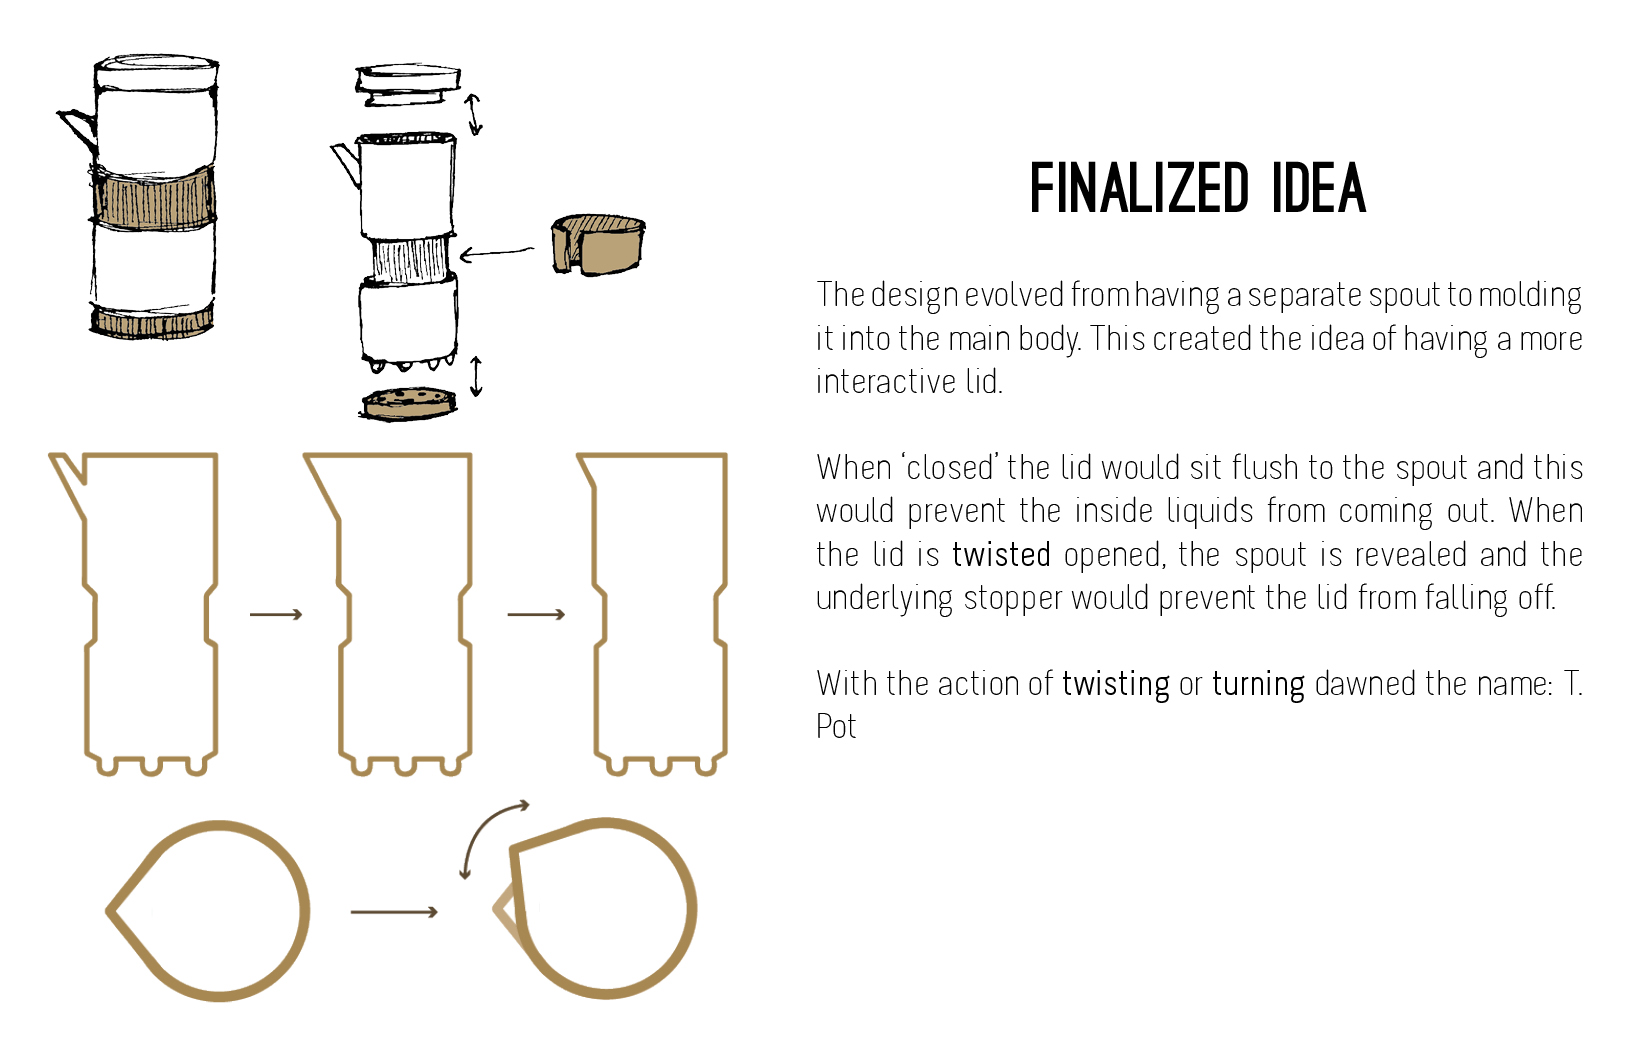 FINALIZED IDEA
The design evolved from having a separate spout to molding
it into the main body. This created the idea of having a more
interactive lid.
When ‘closed’ the lid would sit flush to the spout and this
would prevent the inside liquids from coming out. When
the lid is twisted opened, the spout is revealed and the
underlying stopper would prevent the lid from falling off.
With the action of twisting or turning dawned the name: T.
Pot